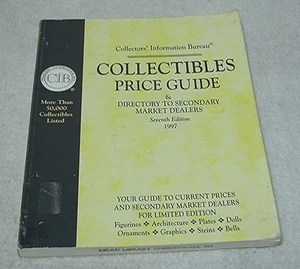 Collectors' Information Bureau®
COLLECTIBLES
PRICE GUIDE
&
DIRECTORY TO SECONDARY
MARKET DEALERS
Seventh Edition
1997
CIB
More Than
50,000
Collectibles
Listed
YOUR GUIDE TO CURRENT PRICES
AND SECONDARY MARKET DEALERS
FOR LIMITED EDITION
Figurines • Architecture • Plates • Dolls
Ornaments • Graphics • Steins • Bells
MEAD LIBRARY